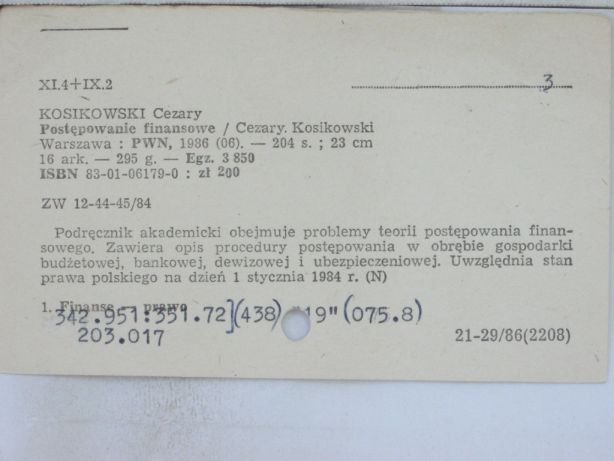 XI.4+IX.2
3
KOSIKOWSKI Cezary
Postępowanie finansowe / Cezary. Kosikowski
Warszawa : PWN, 1986 (06). — 204 s. ; 23 cm
16 ark. — 295 g. — Egz. 3 850
ISBN 83-01-06179-0 : zł 200
ZW 12-44-45/84
Podręcznik akademicki obejmuje problemy teorii postępowania finan-
sowego. Zawiera opis procedury postępowania w obrębie gospodarki
budżetowej, bankowej, dewizowej i ubezpieczeniowej. Uwzględnia stan
prawa polskiego na dzień 1 stycznia 1984 r. (N)
1. Finanse — prawo
342.951:351.72](438) "19" (075.8)
203.017
21-29/86(2208)